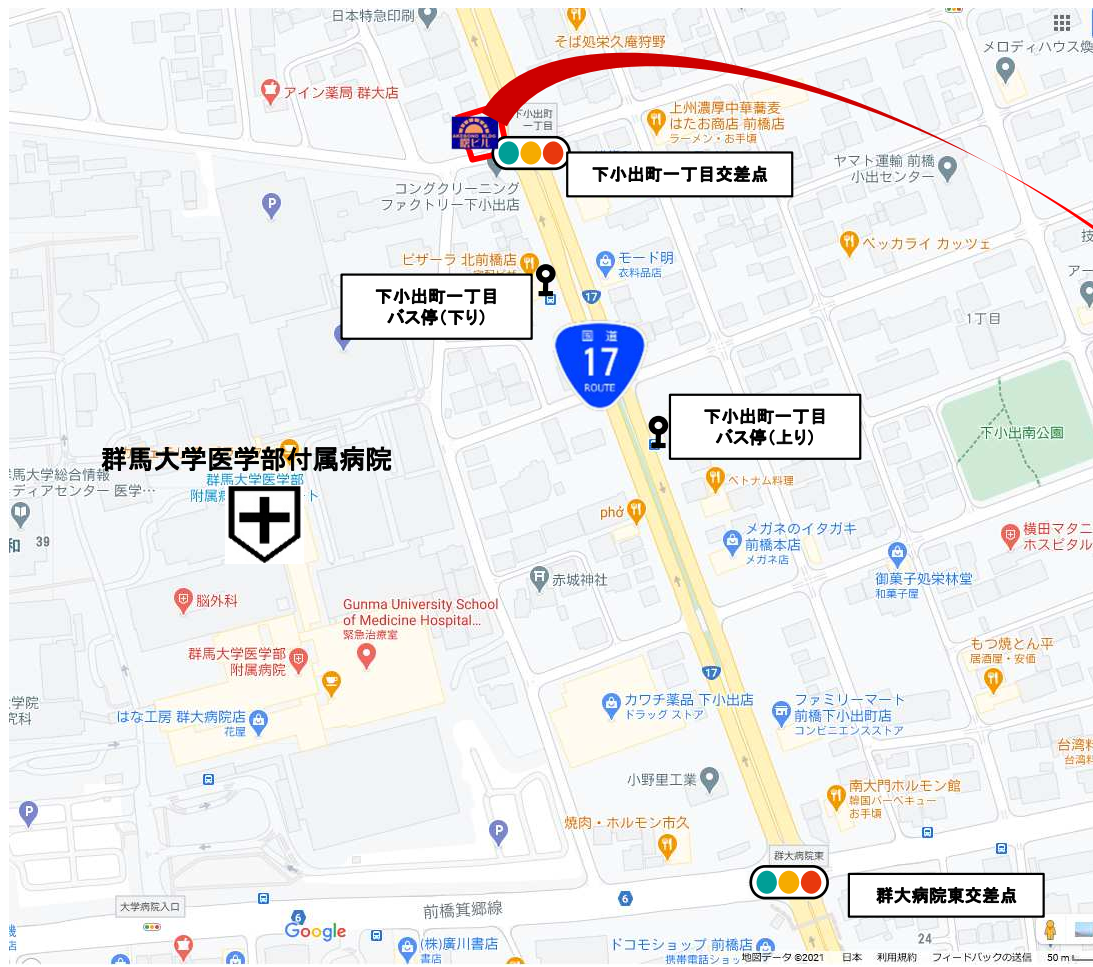 日本特急印刷
そば処栄久庵狩野
メロディハウス煥
アイン薬局 群大店
下小出町
一丁目
上州濃厚中華蕎麦
はたお商店 前橋店
ラーメン・お手頃
曙ビル
下小出町一丁目交差点
ヤマト運輸 前橋
小出センター
コングクリーニング
ファクトリー下小出店
P
ベッカライ カッツェ
技
ピザーラ 北前橋店
モード明
衣料品店
アー
下小出町一丁目
バス停(下り)
17
1丁目
国道
17
ROUTE
下小出町一丁目
バス停(上り)
下小出南公園
群馬大学医学部付属病院
馬大学総合情報
ディアセンター 医学…
群馬大学医学部
ベトナム料理
phở
メガネのイタガキ
前橋本店
メガネ店
横田マタニ
ホスピタル
和
39
御菓子処栄林堂
和菓子屋
赤城神社
脳外科
Gunma University School
of Medicine Hospital...
緊急治療室
群馬大学医学部
附属病院
もつ焼とん平
居酒屋・安価
17
学院
究科
カワチ薬品 下小出店
ドラッグ ストア
ファミリーマート
前橋下小出町店
コンビニエンスストア
はな工房 群大病院店
花屋
台湾料
台湾料
小野里工業
南大門ホルモン館
韓国バーベキュー
お手頃
P
焼肉・ホルモン市久
P
群大病院東
群大病院東交差点
大学病院入口
6
前橋箕郷線
6
Google
(株)廣川書店
書店
ドコモショップ 前橋店
携帯電話ショッ
24
地図データ ©2021 日本 利用規約 フィードバックの送信 50 m